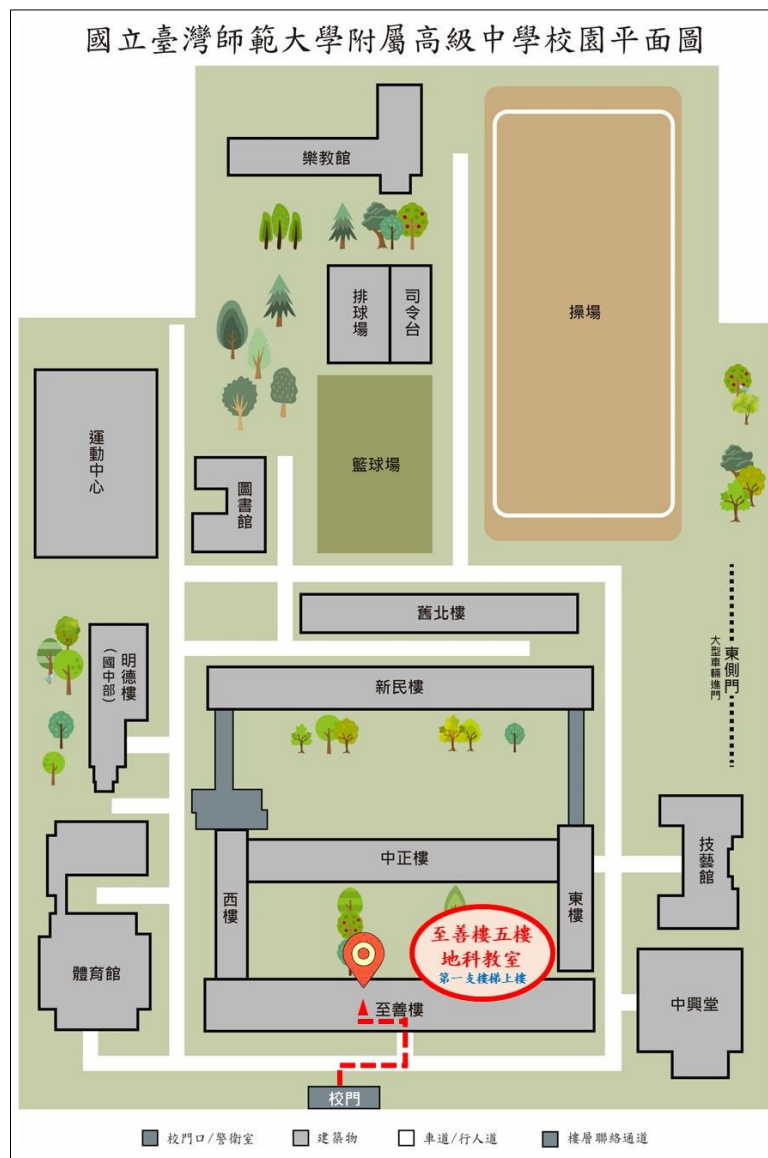 國立臺灣師範大學附屬高級中學校園平面圖
樂教館
排球場
司令台
操場
運動中心
籃球場
圖書館
舊北樓
明德樓
(國中部)
新民樓
東側門
大型車輛進門
中正樓
西樓
東樓
技藝館
至善樓五樓
地科教室
第一支樓梯上樓
體育館
至善樓
中興堂
校門
校門口/警衛室
建築物
車道/行人道
樓層聯絡通道